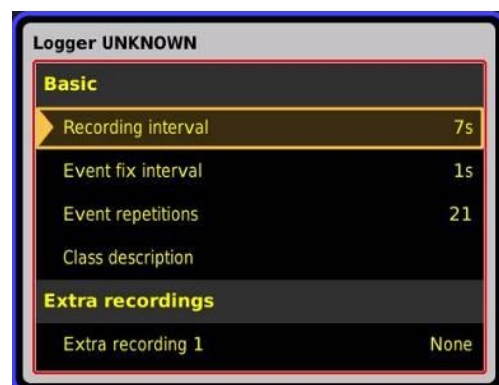 Logger UNKNOWN
Basic
Recording interval 7s
Event fix interval 1s
Event repetitions 21
Class description
Extra recordings
Extra recording 1 None